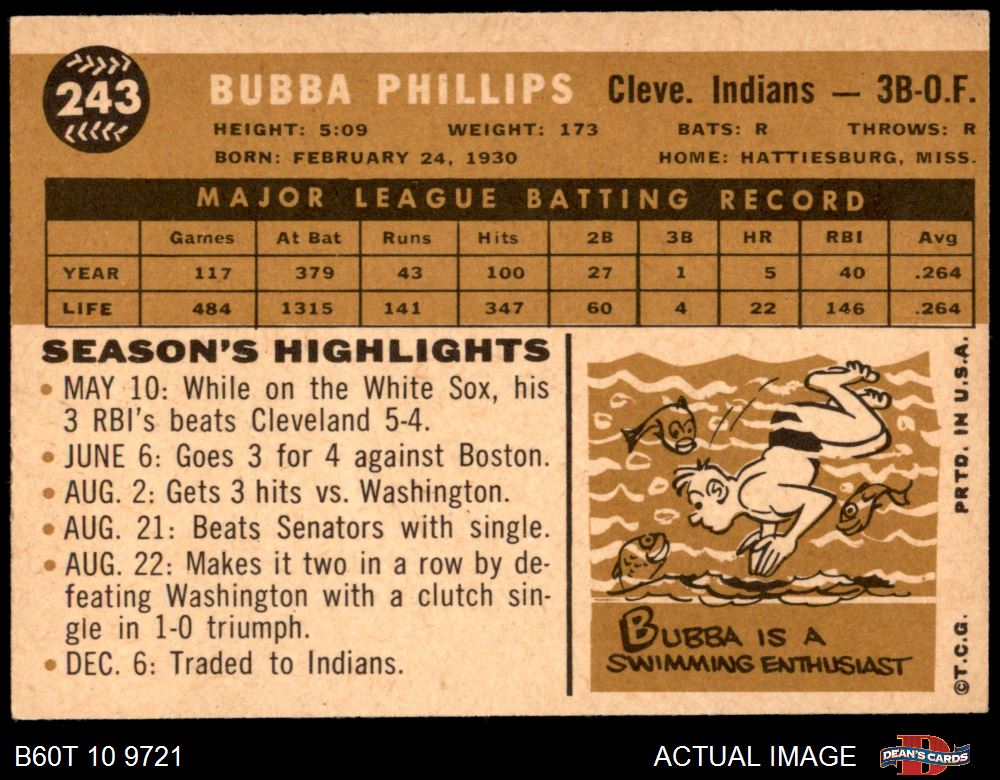 243
BUBBA PHILLIPS Cleve. Indians — 3B-O.F.
HEIGHT: 5:09 WEIGHT: 173 BATS: R THROWS: R
BORN: FEBRUARY 24, 1930 HOME: HATTIESBURG, MISS.
MAJOR LEAGUE BATTING RECORD
Games At Bat Runs Hits 2B 3B HR RBI Avg
YEAR 117 379 43 100 27 1 5 40 .264
LIFE 484 1315 141 347 60 4 22 146 .264
SEASON'S HIGHLIGHTS
• MAY 10: While on the White Sox, his
3 RBI's beats Cleveland 5-4.
• JUNE 6: Goes 3 for 4 against Boston.
• AUG. 2: Gets 3 hits vs. Washington.
• AUG. 21: Beats Senators with single.
• AUG. 22: Makes it two in a row by de-
feating Washington with a clutch sin-
gle in 1-0 triumph.
• DEC. 6: Traded to Indians.
BUBBA IS A
SWIMMING ENTHUSIAST
©T.C.G. PRTD. IN U.S.A.
B60T 10 9721 ACTUAL IMAGE DEAN'S CARDS